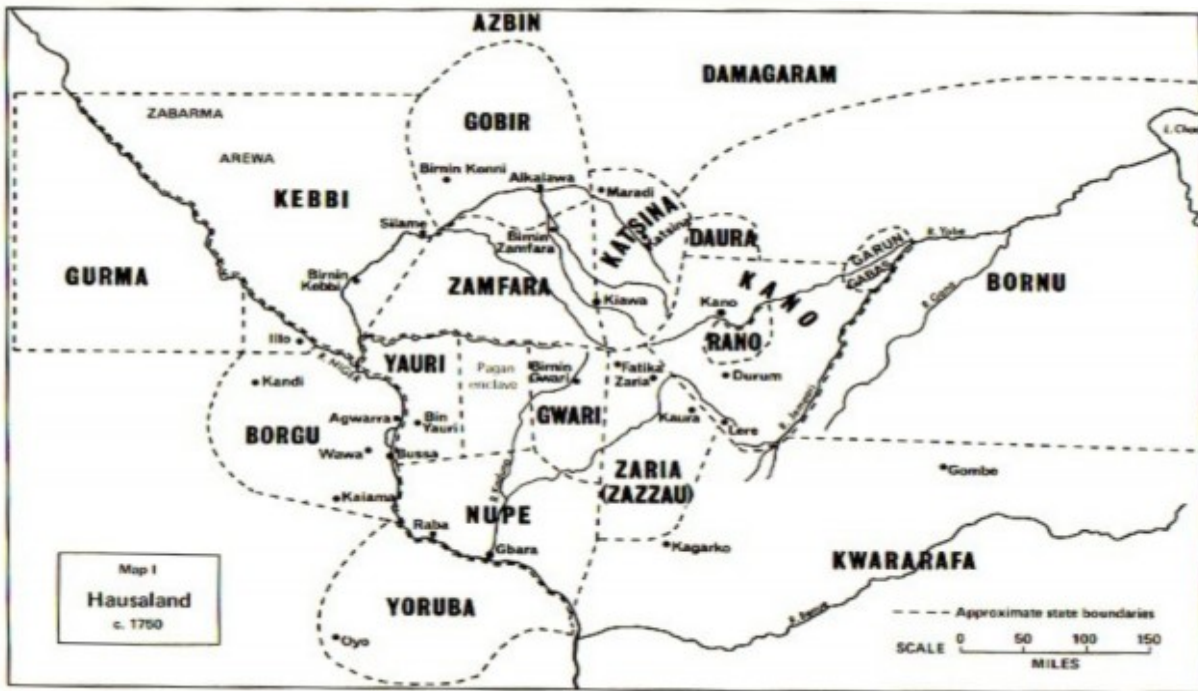 AZBIN
DAMAGARAM
ZABARMA
GOBIR
AREWA
Birnin Konni
Alkalawa
Maradi
KEBBI
KATSINA
Katsina
Silame
Birnin
Zamfara
DAURA
R. Yobe
GARUN
GABAS
GURMA
Birnin
Kebbi
ZAMFARA
Kiawa
Kano
KANO
R. Gana
BORNU
RANO
Illo
R. NIGER
YAURI
Pagan
enclave
Birnin
Gwari
Fatika
Zaria
Durum
Kandi
GWARI
Kaura
Lere
Agwarra
Bin
Yauri
BORGU
Wawa
Bussa
ZARIA
(ZAZZAU)
Gombe
Kaiama
NUPE
Raba
Gbara
Kagarko
KWARARAFA
Map I
Hausaland
c. 1750
YORUBA
Oyo
Approximate state boundaries
SCALE 0 50 100 150
MILES